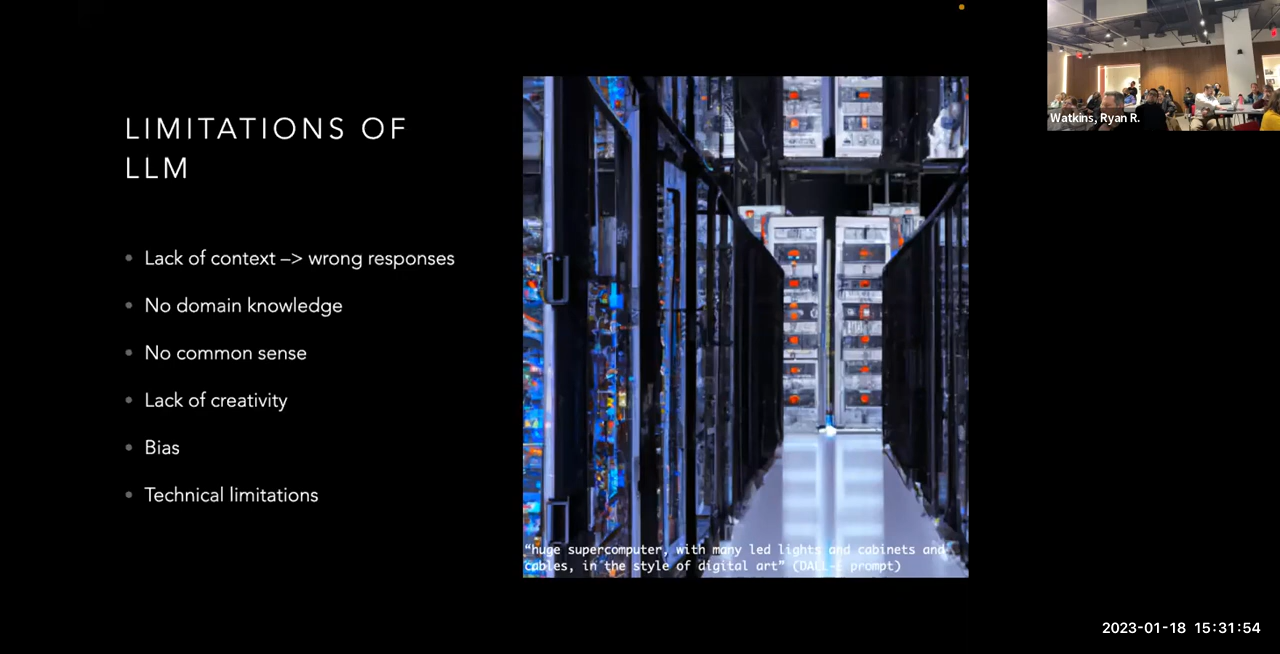 LIMITATIONS OF
LLM
Lack of context –> wrong responses
No domain knowledge
No common sense
Lack of creativity
Bias
Technical limitations
“huge supercomputer, with many led lights and cabinets and
cables, in the style of digital art” (DALL-E prompt)
Watkins, Ryan R.
2023-01-18 15:31:54